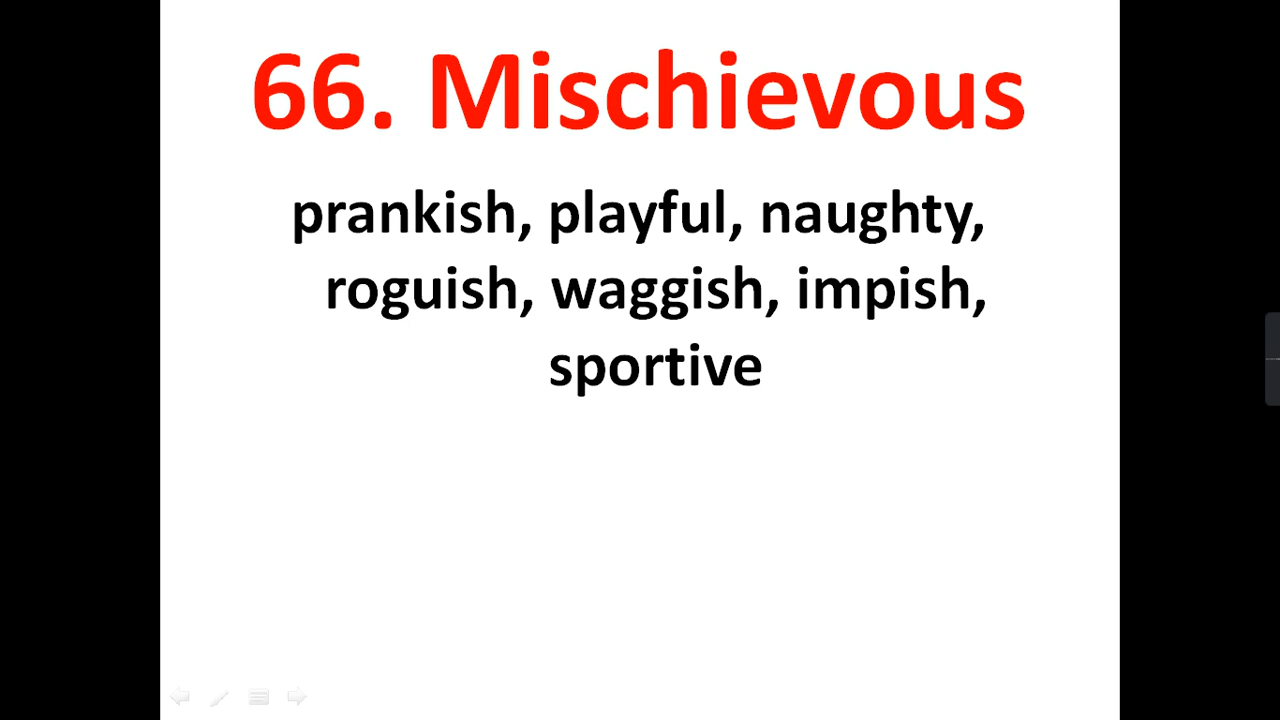 66. Mischievous
prankish, playful, naughty,
roguish, waggish, impish,
sportive